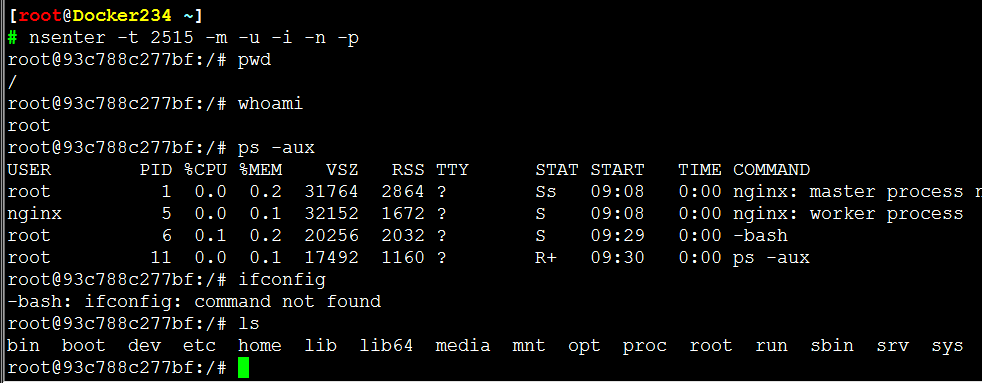 [root@Docker234 ~]
# nsenter -t 2515 -m -u -i -n -p
root@93c788c277bf:/# pwd
/
root@93c788c277bf:/# whoami
root
root@93c788c277bf:/# ps -aux
USER PID %CPU %MEM VSZ RSS TTY STAT START TIME COMMAND
root 1 0.0 0.2 31764 2864 ? Ss 09:08 0:00 nginx: master process n
nginx 5 0.0 0.1 32152 1672 ? S 09:08 0:00 nginx: worker process
root 6 0.1 0.2 20256 2032 ? S 09:29 0:00 -bash
root 11 0.0 0.1 17492 1160 ? R+ 09:30 0:00 ps -aux
root@93c788c277bf:/# ifconfig
-bash: ifconfig: command not found
root@93c788c277bf:/# ls
bin boot dev etc home lib lib64 media mnt opt proc root run sbin srv sys
root@93c788c277bf:/#